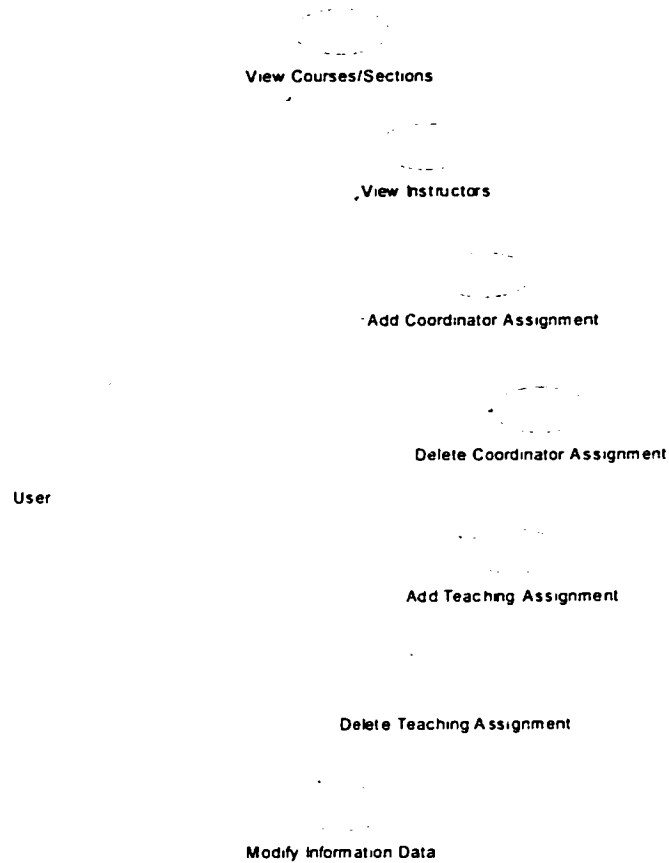 View Courses/Sections
View Instructors
Add Coordinator Assignment
Delete Coordinator Assignment
User
Add Teaching Assignment
Delete Teaching Assignment
Modify Information Data